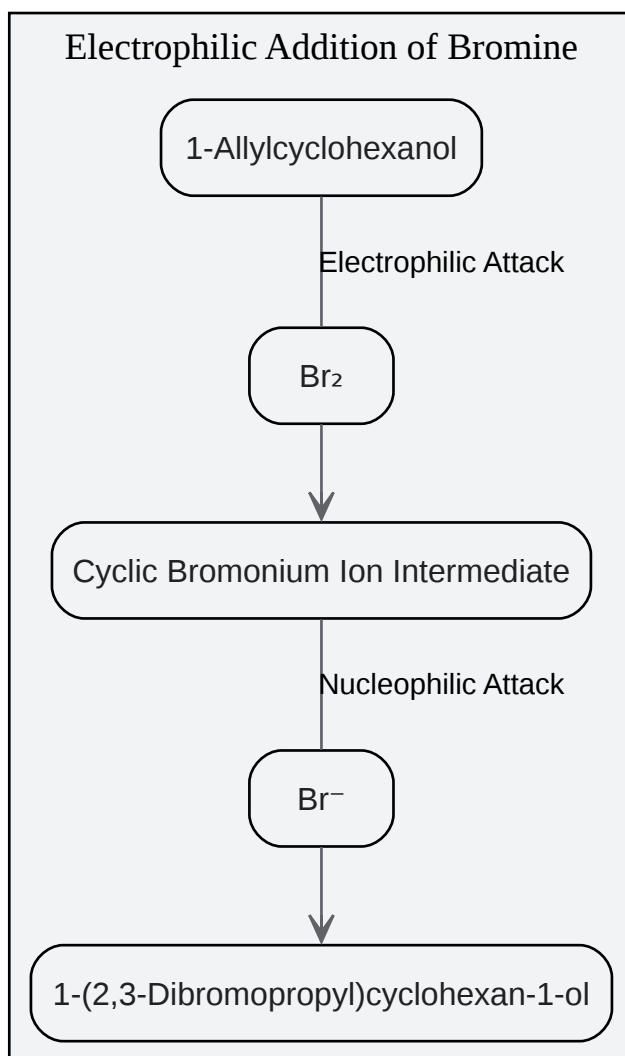 Electrophilic Addition of Bromine
1-Allylcyclohexanol
Electrophilic Attack
Br₂
Cyclic Bromonium Ion Intermediate
Nucleophilic Attack
Br⁻
1-(2,3-Dibromopropyl)cyclohexan-1-ol